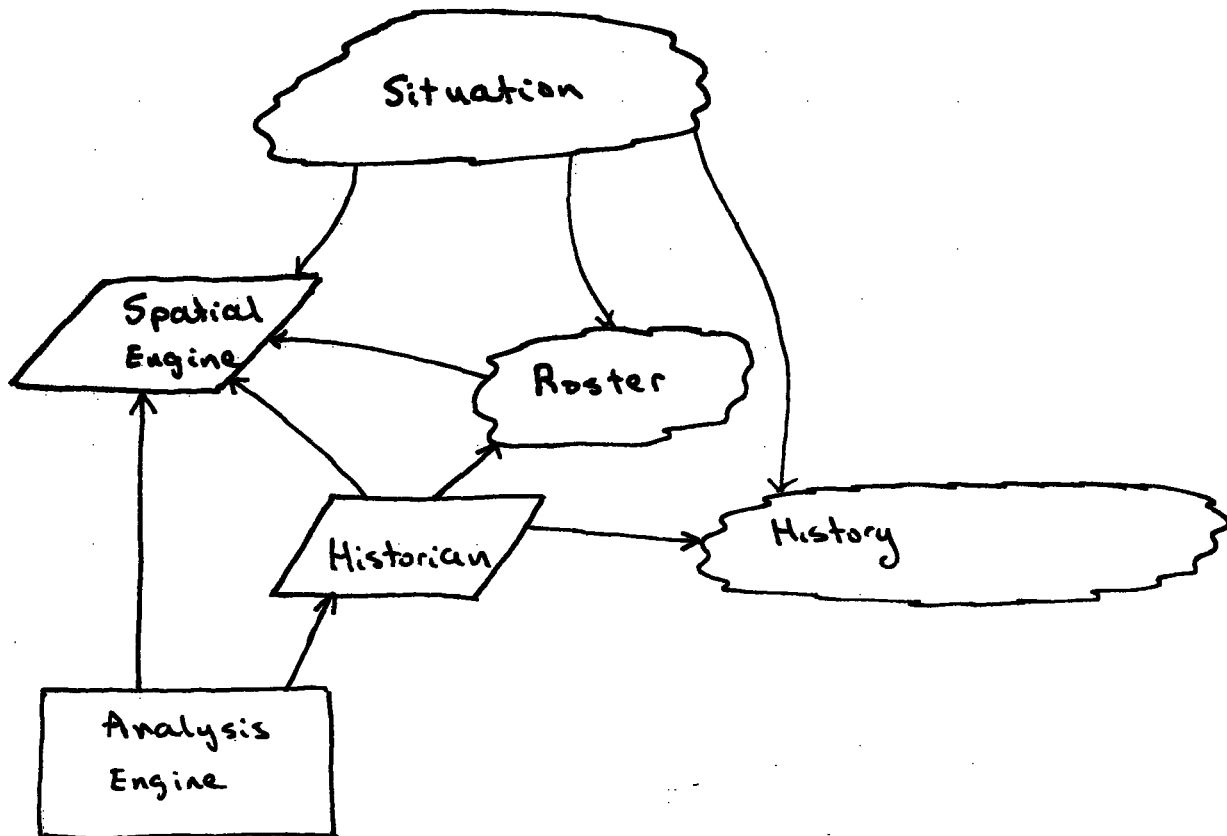 Situation
Spatial
Engine
Roster
Historian
History
Analysis
Engine